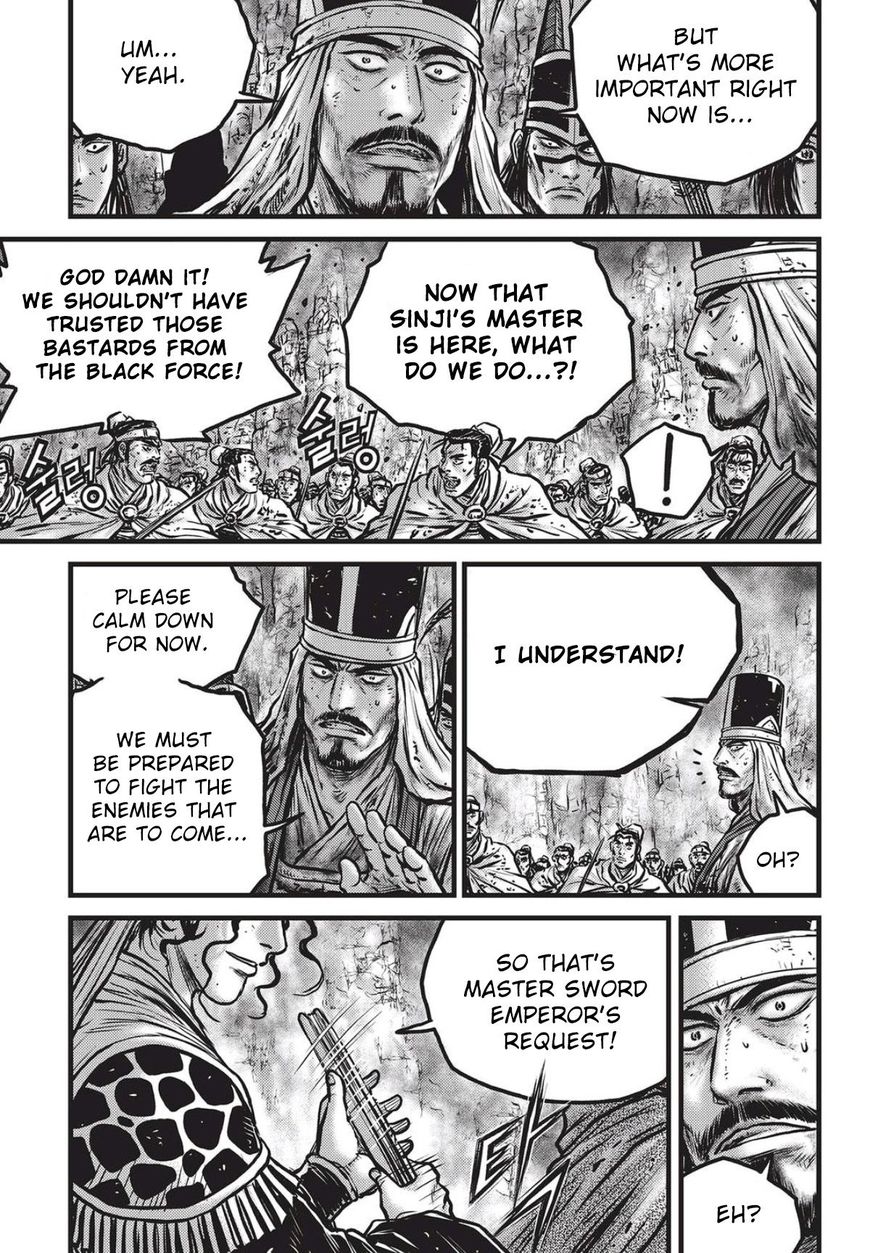 UM...
YEAH.
BUT
WHAT'S MORE
IMPORTANT RIGHT
NOW IS...
GOD DAMN IT!
WE SHOULDN'T HAVE
TRUSTED THOSE
BASTARDS FROM
THE BLACK FORCE!
술렁
NOW THAT
SINJI'S MASTER
IS HERE, WHAT
DO WE DO...?!
술렁
!
PLEASE
CALM DOWN
FOR NOW.
WE MUST
BE PREPARED
TO FIGHT THE
ENEMIES THAT
ARE TO COME...
I UNDERSTAND!
OH?
SO THAT'S
MASTER SWORD
EMPEROR'S
REQUEST!
턱
EH?